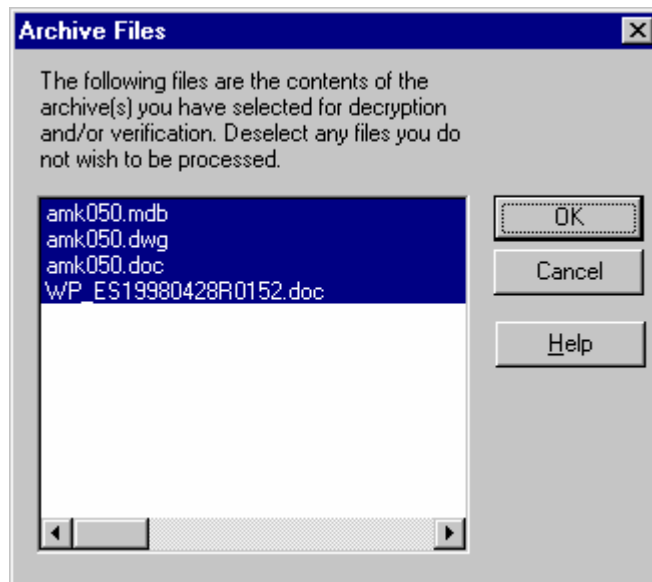 Archive Files
The following files are the contents of the
archive(s) you have selected for decryption
and/or verification. Deselect any files you do
not wish to be processed.
amk050.mdb
amk050.dwg
amk050.doc
WP_ES19980428R0152.doc
OK
Cancel
Help